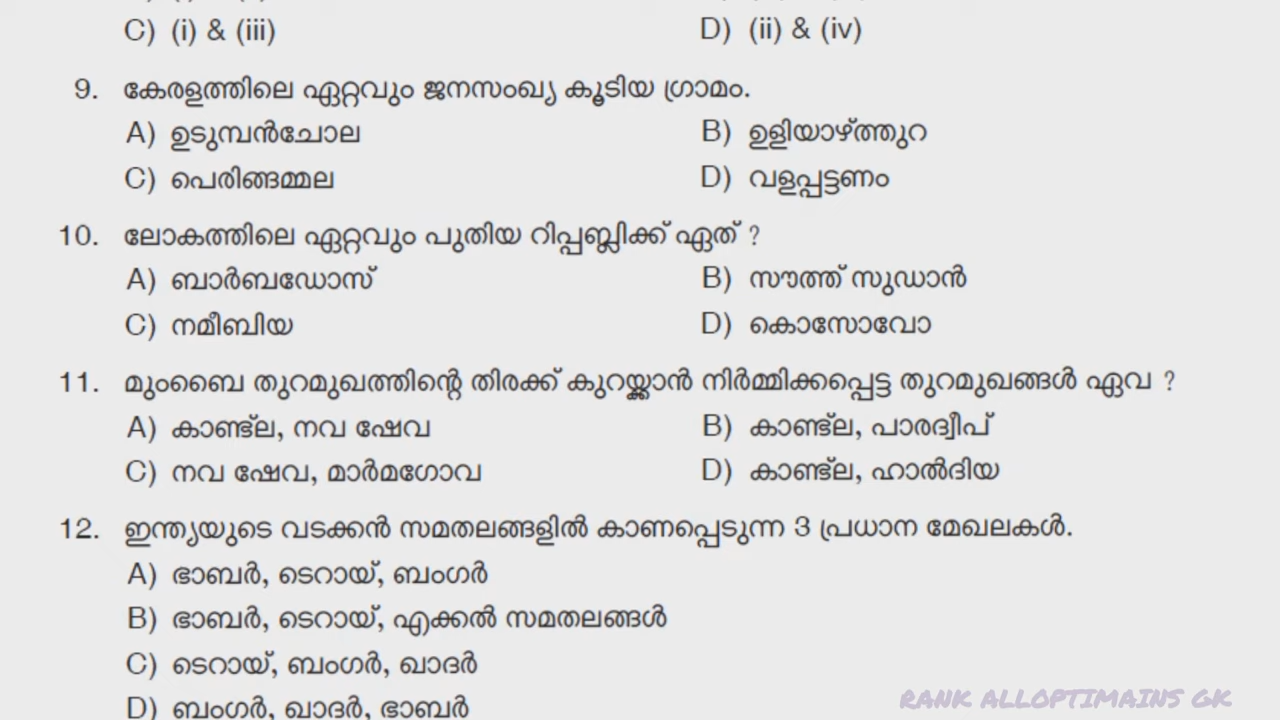 C) (i) & (iii) D) (ii) & (iv)
9. കേരളത്തിലെ ഏറ്റവും ജനസംഖ്യ കൂടിയ ഗ്രാമം.
A) ഉടുമ്പൻചോല B) ഉളിയാഴ്ത്തുറ
C) പെരിങ്ങമ്മല D) വളപ്പട്ടണം
10. ലോകത്തിലെ ഏറ്റവും പുതിയ റിപ്പബ്ലിക്ക് ഏത് ?
A) ബാർബഡോസ് B) സൗത്ത് സുഡാൻ
C) നമീബിയ D) കൊസോവോ
11. മുംബൈ തുറമുഖത്തിന്റെ തിരക്ക് കുറയ്ക്കാൻ നിർമ്മിക്കപ്പെട്ട തുറമുഖങ്ങൾ ഏവ ?
A) കാണ്ട്ല, നവ ഷേവ B) കാണ്ട്ല, പാരദ്വീപ്
C) നവ ഷേവ, മാർമഗോവ D) കാണ്ട്ല, ഹാൽദിയ
12. ഇന്ത്യയുടെ വടക്കൻ സമതലങ്ങളിൽ കാണപ്പെടുന്ന 3 പ്രധാന മേഖലകൾ.
A) ഭാബർ, ടെറായ്, ബംഗർ
B) ഭാബർ, ടെറായ്, എക്കൽ സമതലങ്ങൾ
C) ടെറായ്, ബംഗർ, ഖാദർ
D) ബംഗർ, ഖാദർ, ഭാബർ
RANK ALLOPTIMAINS GK